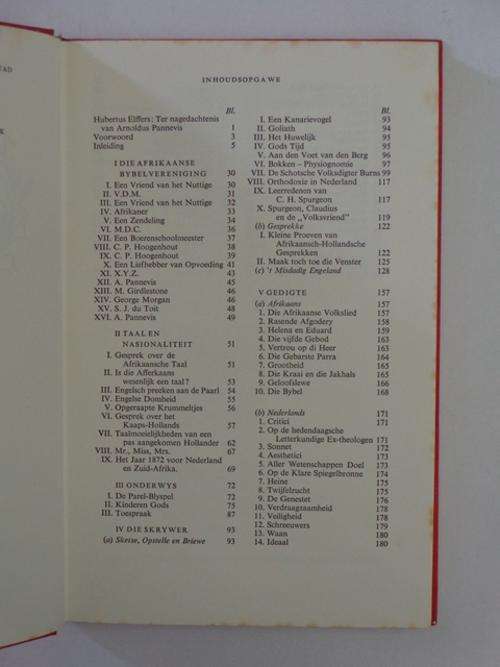 AD
K
INHOUDSOPGAWE
Bl.
Hubertus Elffers: Ter nagedachtenis
van Arnoldus Pannevis 1
Voorwoord 3
Inleiding 5
I DIE AFRIKAANSE
BYBELVERENIGING 30
I. Een Vriend van het Nuttige 30
II. V.D.M. 31
III. Een Vriend van het Nuttige 32
IV. Afrikaner 33
V. Een Zendeling 34
VI. M.D.C. 36
VII. Een Boerenschoolmeester 37
VIII. C. P. Hoogenhout 38
IX. C. P. Hoogenhout 39
X. Een Liefhebber van Opvoeding 41
XI. X.Y.Z. 43
XII. A. Pannevis 45
XIII. M. Girdlestone 45
XIV. George Morgan 46
XV. S. J. du Toit 48
XVI. A. Pannevis 49
II TAAL EN
NASIONALITEIT 51
I. Gesprek over de
Afrikaansche Taal 51
II. Is die Afferkaans
wesenlijk een taal? 53
III. Engelsch preeken aan de Paarl 54
IV. Engelse Domheid 55
V. Opgeraapte Krummeltjes 56
VI. Gesprek over het
Kaaps-Hollands 57
VII. Taalmoeielijkheden van een
pas aangekomen Hollander 62
VIII. Mr., Miss, Mrs. 67
IX. Het Jaar 1872 voor Nederland
en Zuid-Afrika. 69
III ONDERWYS 72
I. De Parel-Blyspel 72
II. Kinderen Gods 75
III. Toespraak 87
IV DIE SKRYWER 93
(a) Sketse, Opstelle en Briewe 93
Bl.
I. Een Kanarievogel 93
II. Goliath 94
III. Het Huwelijk 95
IV. Gods Tijd 95
V. Aan den Voet van den Berg 96
VI. Bokken - Physiognomie 97
VII. De Schotsche Volksdigter Burns 99
VIII. Orthodoxie in Nederland 117
IX. Leerredenen van
C. H. Spurgeon 117
X. Spurgeon, Claudius
en de „Volksvriend" 119
(b) Gesprekke 122
I. Kleine Proeven van
Afrikaansch-Hollandsche
Gesprekken 122
II. Maak toch toe die Venster 125
(c) 't Misdadig Engeland 128
V GEDIGTE 157
(a) Afrikaans 157
1. Die Afrikaanse Volkslied 157
2. Rasende Afgodery 158
3. Helena en Eduard 159
4. Die vijfde Gebod 163
5. Vertrou op di Heer 163
6. Die Gebarste Parra 164
7. Grootheid 165
8. Die Kraai en die Jakhals 165
9. Geloofslewe 166
10. Die Bybel 168
(b) Nederlands 171
1. Critici 171
2. Op de hedendaagsche
Letterkundige Ex-theologen 171
3. Sonnet 172
4. Aesthetici 173
5. Aller Wetenschappen Doel 173
6. Op de Klare Spiegelbronne 174
7. Heine 175
8. Twijfelzucht 175
9. De Genestet 176
10. Verdraagzaamheid 178
11. Veiligheid 178
12. Schreeuwers 179
13. Waan 180
14. Ideaal 180